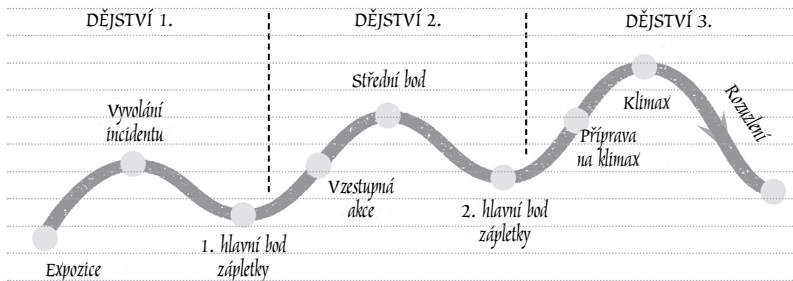 DĚJSTVÍ 1.
DĚJSTVÍ 2.
DĚJSTVÍ 3.
Vyvolání
incidentu
Expozice
1. hlavní bod
zápletky
Střední bod
Vzestupná
akce
2. hlavní bod
zápletky
Klimax
Příprava
na klimax
Rozuzlení